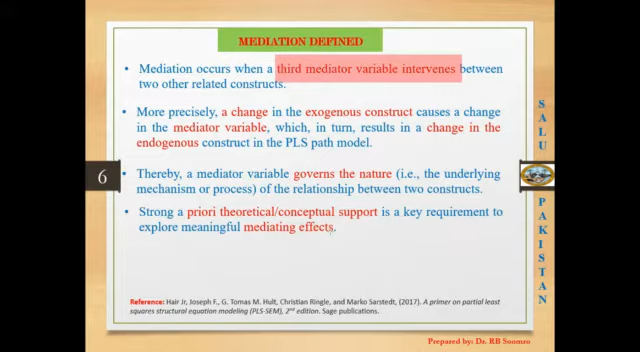 MEDIATION DEFINED
• Mediation occurs when a third mediator variable intervenes between
two other related constructs.
• More precisely, a change in the exogenous construct causes a change
in the mediator variable, which, in turn, results in a change in the
endogenous construct in the PLS path model.
• Thereby, a mediator variable governs the nature (i.e., the underlying
mechanism or process) of the relationship between two constructs.
• Strong a priori theoretical/conceptual support is a key requirement to
explore meaningful mediating effects.
6
S
A
L
U
P
A
K
I
S
T
A
N
Reference: Hair Jr, Joseph F., G. Tomas M. Hult, Christian Ringle, and Marko Sarstedt, (2017). A primer on partial least
squares structural equation modeling (PLS-SEM), 2nd edition. Sage publications.
Prepared by: Dr. RB Soomro